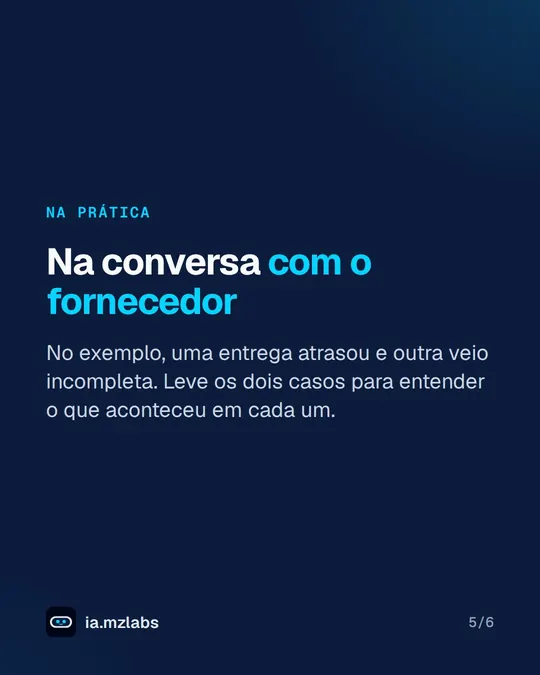 NA PRÁTICA
Na conversa com o
fornecedor
No exemplo, uma entrega atrasou e outra veio
incompleta. Leve os dois casos para entender
o que aconteceu em cada um.
ia.mzlabs
5/6